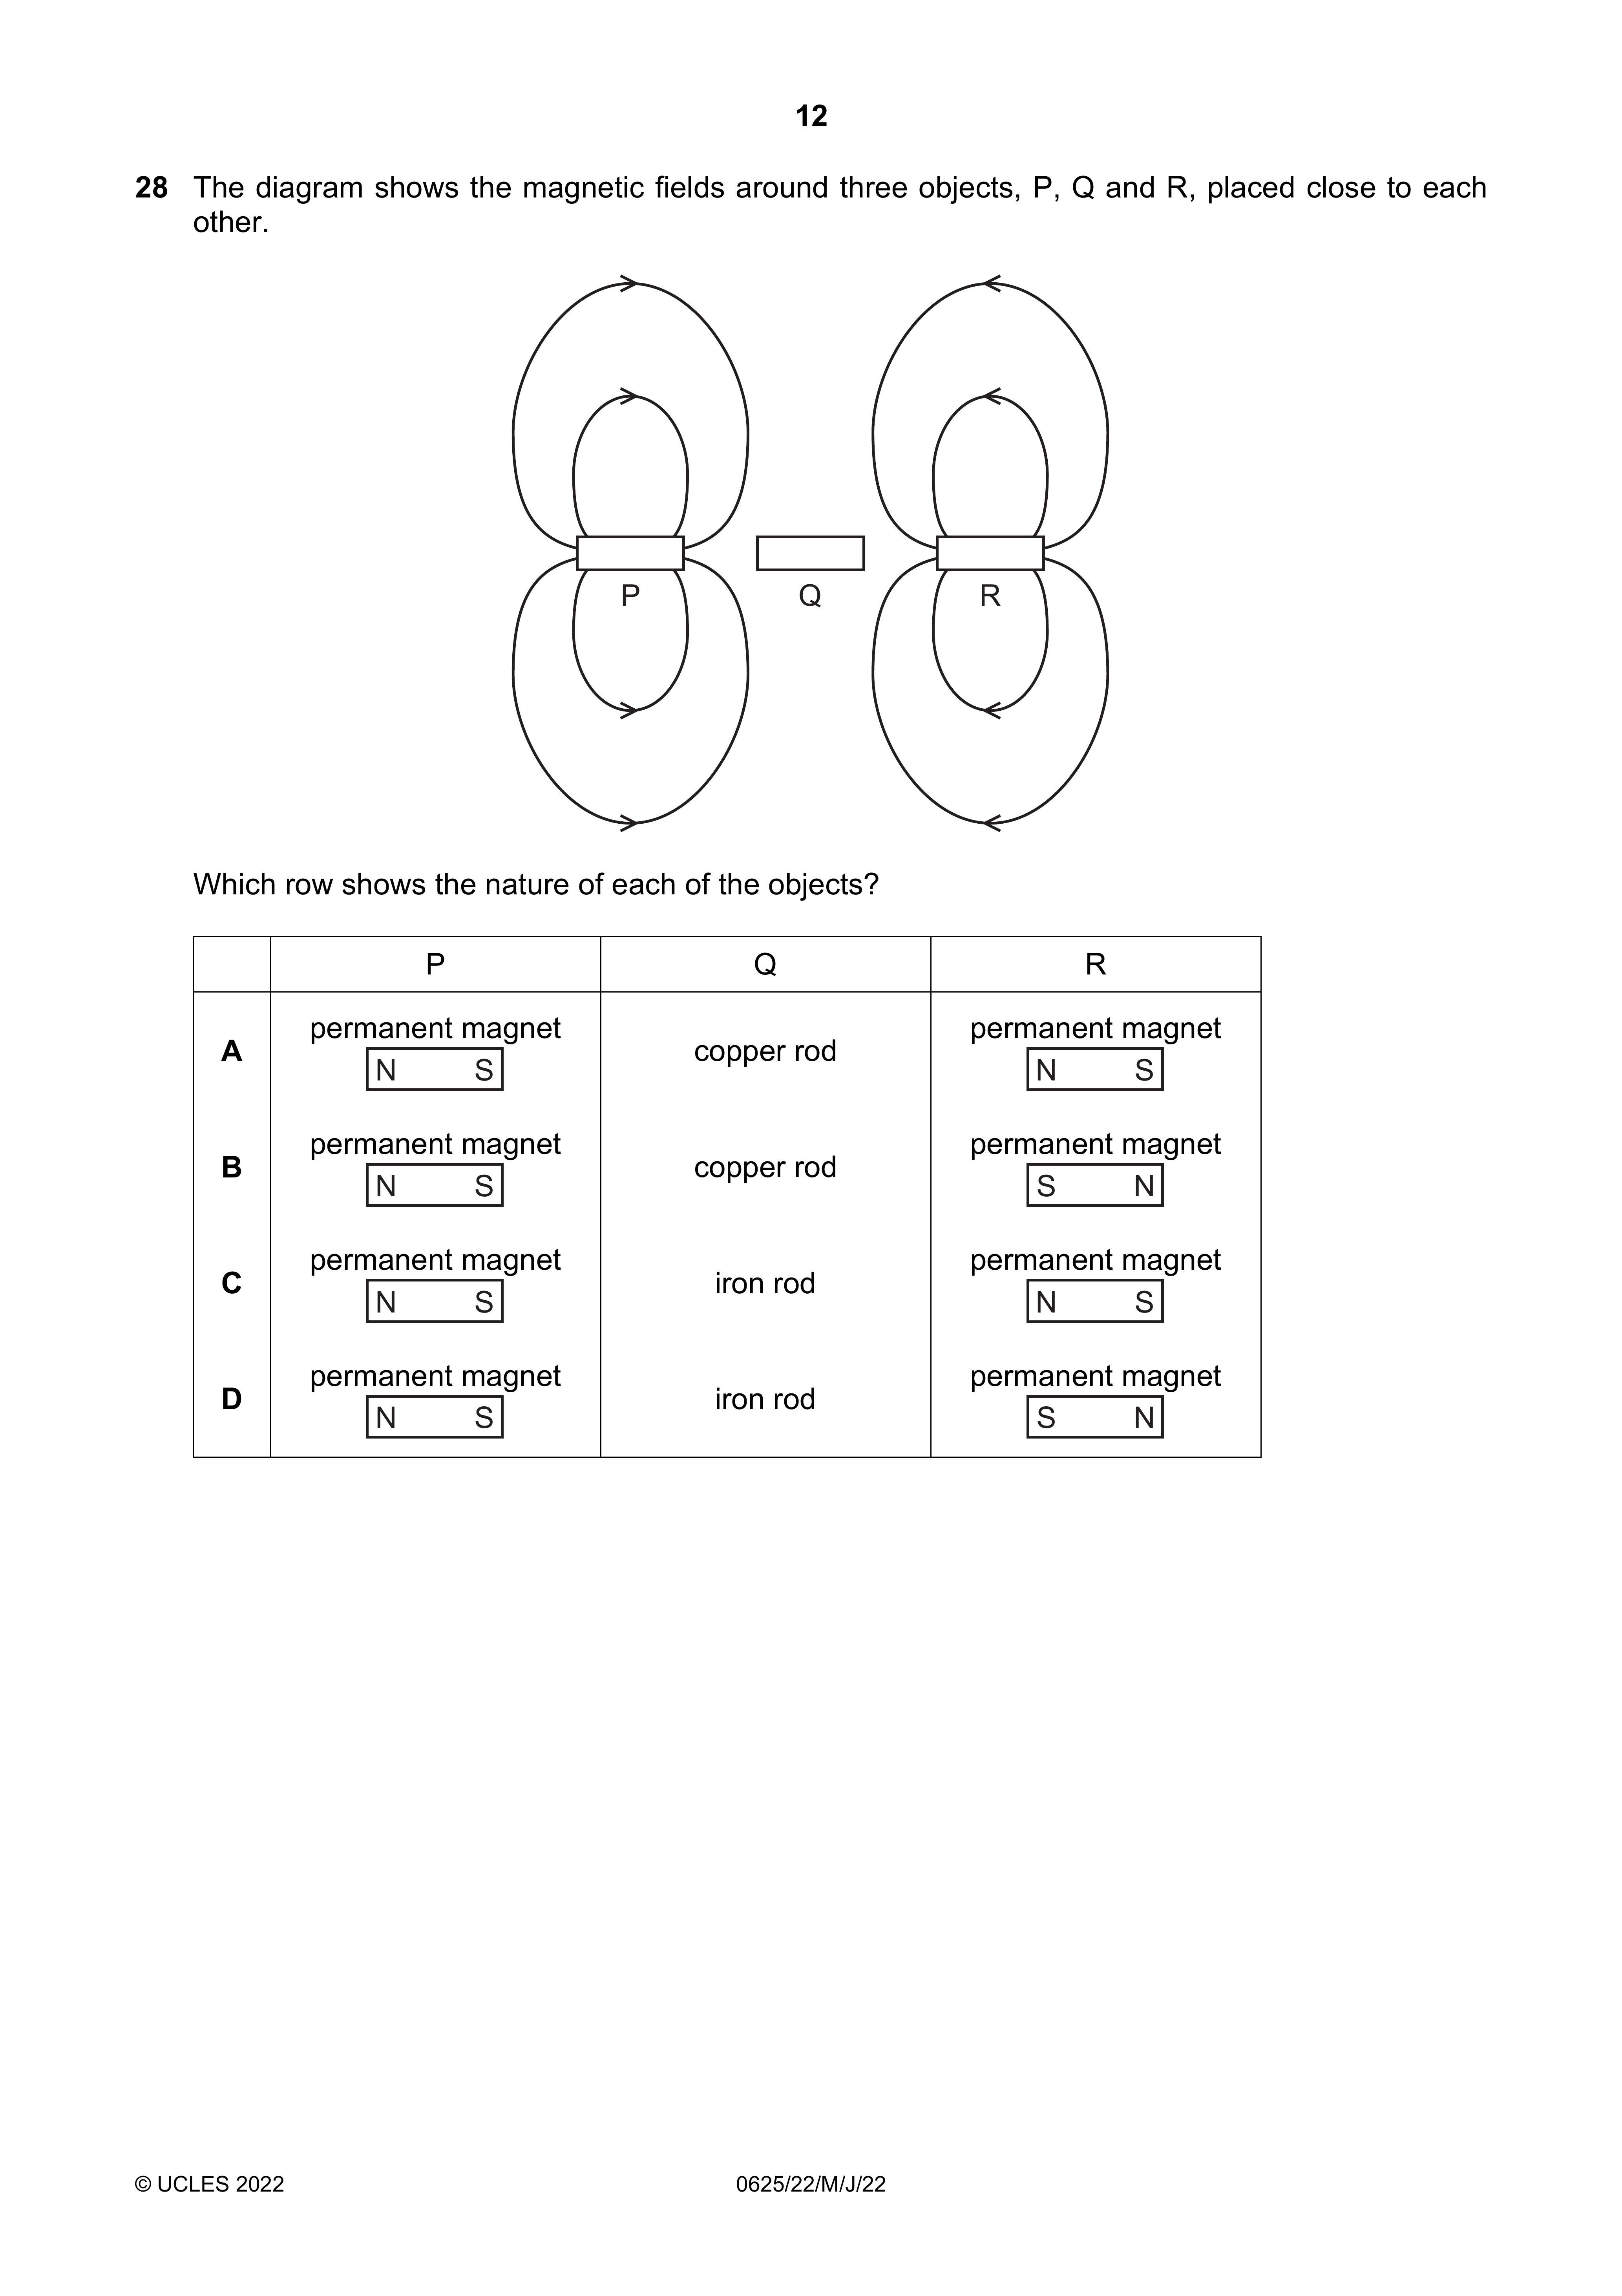 12
28 The diagram shows the magnetic fields around three objects, P, Q and R, placed close to each
other.
P Q R
Which row shows the nature of each of the objects?
P Q R
A permanent magnet N S copper rod permanent magnet N S
B permanent magnet N S copper rod permanent magnet S N
C permanent magnet N S iron rod permanent magnet N S
D permanent magnet N S iron rod permanent magnet S N
© UCLES 2022 0625/22/M/J/22